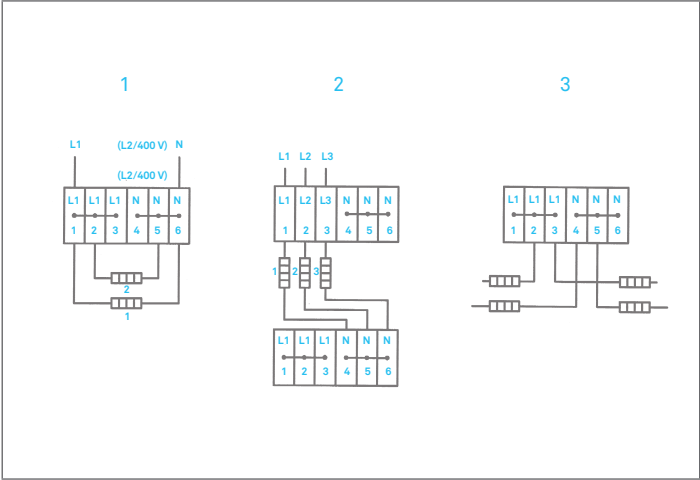 1
2
3
L1 (L2/400 V) N
(L2/400 V)
L1 L1 L1 N N N
1 2 3 4 5 6
2
1
L1 L2 L3
L1 L2 L3 N N N
1 2 3 4 5 6
1 2 3
L1 L1 L1 N N N
1 2 3 4 5 6
L1 L1 L1 N N N
1 2 3 4 5 6